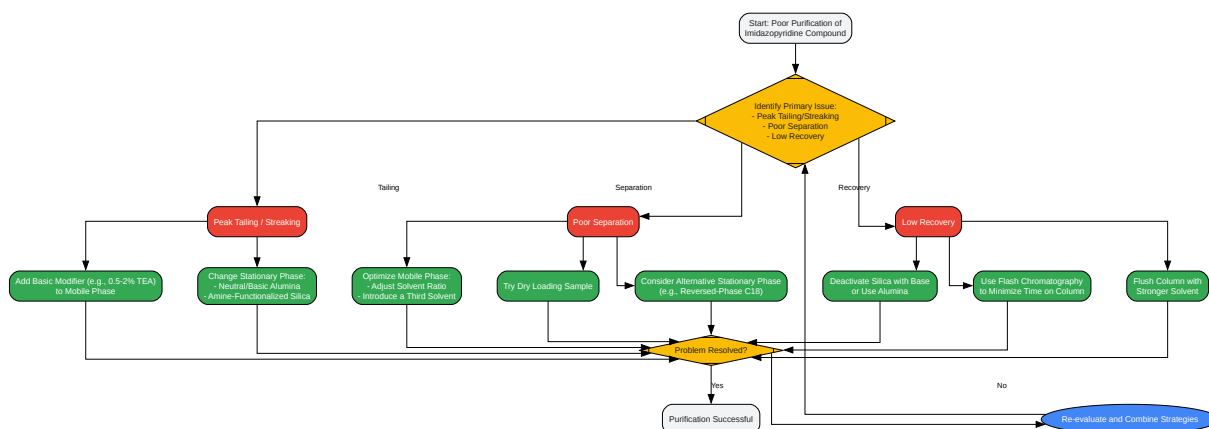 Start: Poor Purification of
Imidazopyridine Compound
Identify Primary Issue:
- Peak Tailing/Streaking
- Poor Separation
- Low Recovery
Tailing
Separation
Recovery
Peak Tailing / Streaking
Poor Separation
Low Recovery
Add Basic Modifier (e.g., 0.5-2% TEA)
to Mobile Phase
Change Stationary Phase:
- Neutral/Basic Alumina
- Amine-Functionalized Silica
Optimize Mobile Phase:
- Adjust Solvent Ratio
- Introduce a Third Solvent
Try Dry Loading Sample
Consider Alternative Stationary Phase
(e.g., Reversed-Phase C18)
Deactivate Silica with Base
or Use Alumina
Use Flash Chromatography
to Minimize Time on Column
Flush Column with
Stronger Solvent
Problem Resolved?
Yes
No
Purification Successful
Re-evaluate and Combine Strategies